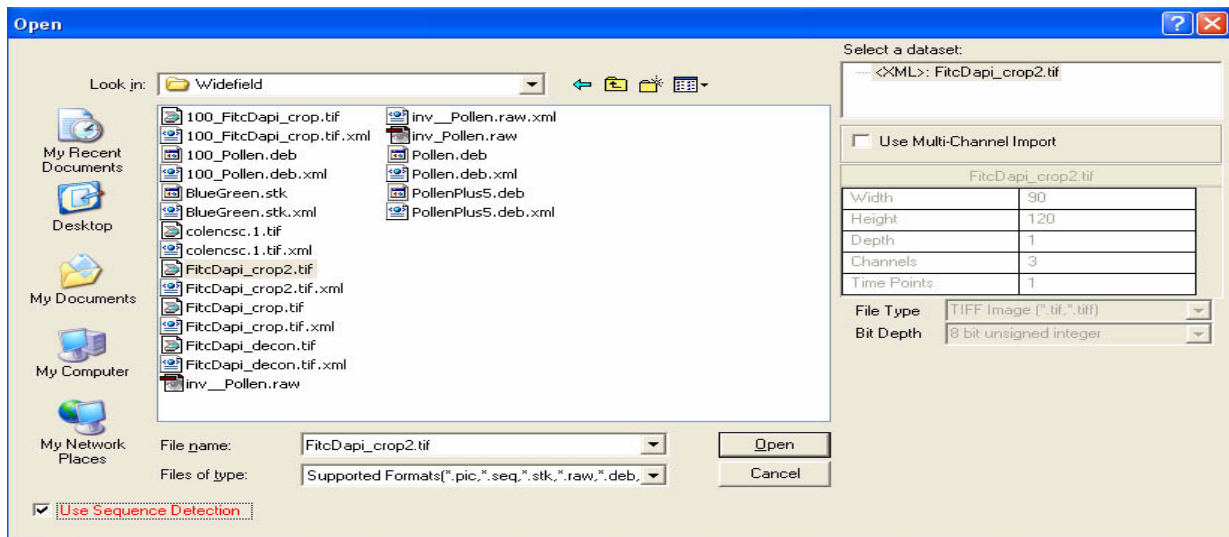 Open
Look in: Widefield
My Recent
Documents
Desktop
My Documents
My Computer
My Network
Places
100_FitcDapi_crop.tif
100_FitcDapi_crop.tif.xml
100_Pollen.deb
100_Pollen.deb.xml
BlueGreen.stk
BlueGreen.stk.xml
colencsc.1.tif
colencsc.1.tif.xml
FitcDapi_crop2.tif
FitcDapi_crop2.tif.xml
FitcDapi_crop.tif
FitcDapi_crop.tif.xml
FitcDapi_decon.tif
FitcDapi_decon.tif.xml
inv__Pollen.raw
inv__Pollen.raw.xml
inv_Pollen.raw
Pollen.deb
Pollen.deb.xml
PollenPlus5.deb
PollenPlus5.deb.xml
File name: FitcDapi_crop2.tif
Open
Files of type: Supported Formats(*.pic,*.seq,*.stk,*.raw,*.deb,
Cancel
Use Sequence Detection
Select a dataset:
<XML>: FitcDapi_crop2.tif
Use Multi-Channel Import
FitcDapi_crop2.tif
Width 90
Height 120
Depth 1
Channels 3
Time Points 1
File Type TIFF Image (*.tif,*.tiff)
Bit Depth 8 bit unsigned integer